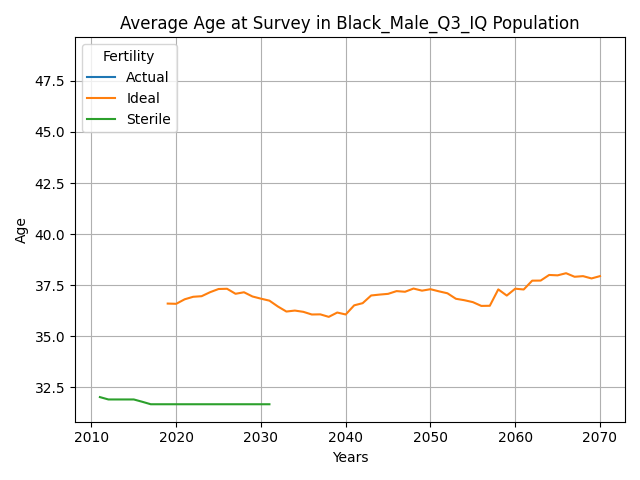 Average Age at Survey in Black_Male_Q3_IQ Population
Fertility
Actual
Ideal
Sterile
47.5
45.0
42.5
40.0
37.5
35.0
32.5
Age
2010 2020 2030 2040 2050 2060 2070
Years